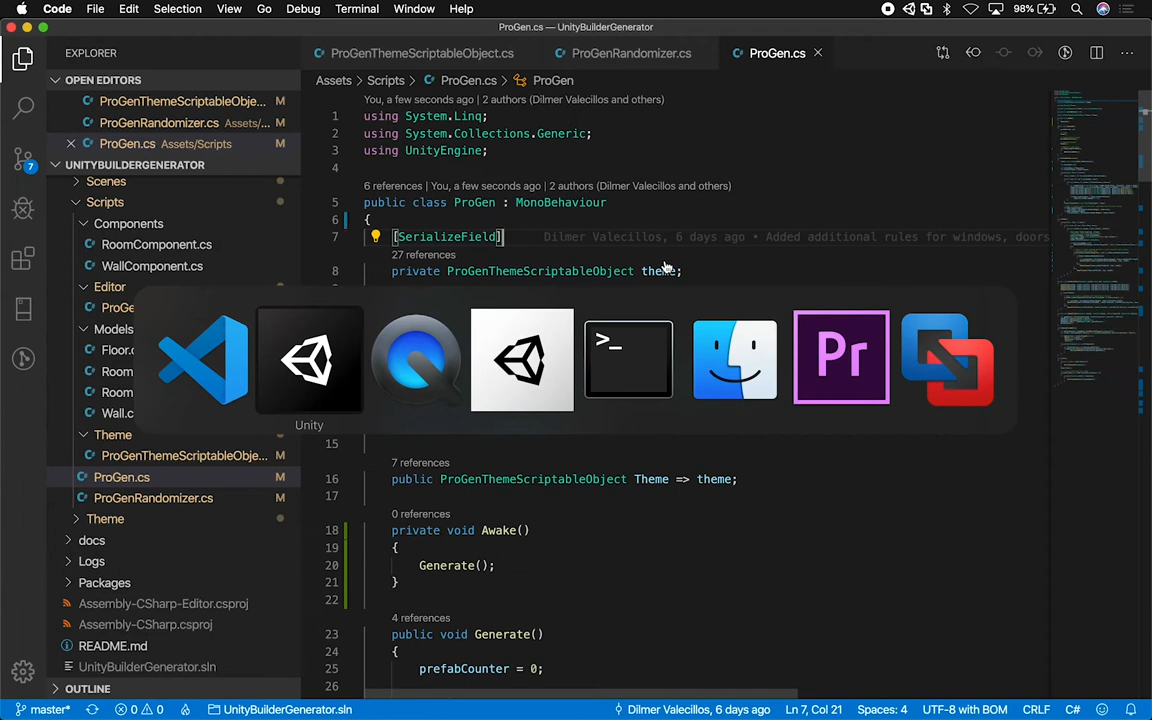 Code File Edit Selection View Go Debug Terminal Window Help 98%
ProGen.cs — UnityBuilderGenerator
EXPLORER
ProGenThemeScriptableObject.cs ProGenRandomizer.cs ProGen.cs
OPEN EDITORS
Assets > Scripts > ProGen.cs > ProGen
ProGenThemeScriptableObje... M
ProGenRandomizer.cs Assets/... M
ProGen.cs Assets/Scripts M
UNITYBUILDERGENERATOR
Scenes
Scripts
Components
RoomComponent.cs
WallComponent.cs
Editor
ProGe
Models
Floor.c
Room
Room
Wall.c
Theme
ProGenThemeScriptableObje... M
ProGen.cs M
ProGenRandomizer.cs M
Theme
docs
Logs
Packages
Assembly-CSharp-Editor.csproj
Assembly-CSharp.csproj
README.md
UnityBuilderGenerator.sln
OUTLINE
7
You, a few seconds ago | 2 authors (Dilmer Valecillos and others)
1 using System.Linq;
2 using System.Collections.Generic;
3 using UnityEngine;
4
6 references | You, a few seconds ago | 2 authors (Dilmer Valecillos and others)
5 public class ProGen : MonoBehaviour
6 {
7 [SerializeField] Dilmer Valecillos, 6 days ago • Added additional rules for windows, doors
27 references
8 private ProGenThemeScriptableObject theme;
>_
Pr
Unity
15
7 references
16 public ProGenThemeScriptableObject Theme => theme;
17
0 references
18 private void Awake()
19 {
20 Generate();
21 }
22
4 references
23 public void Generate()
24 {
25 prefabCounter = 0;
26
master* 0 0 UnityBuilderGenerator.sln Dilmer Valecillos, 6 days ago Ln 7, Col 21 Spaces: 4 UTF-8 with BOM CRLF C#